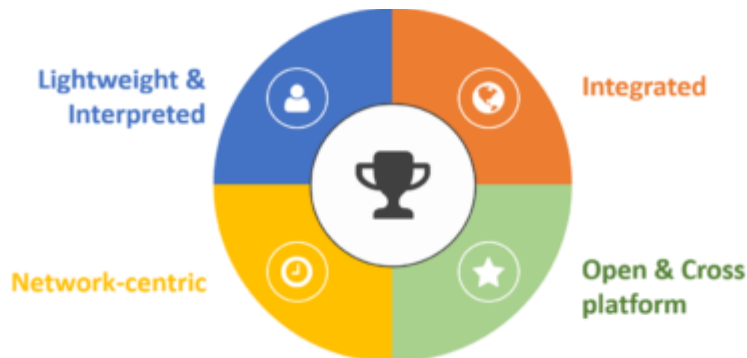 Lightweight &
Interpreted
Integrated
Network-centric
Open & Cross
platform